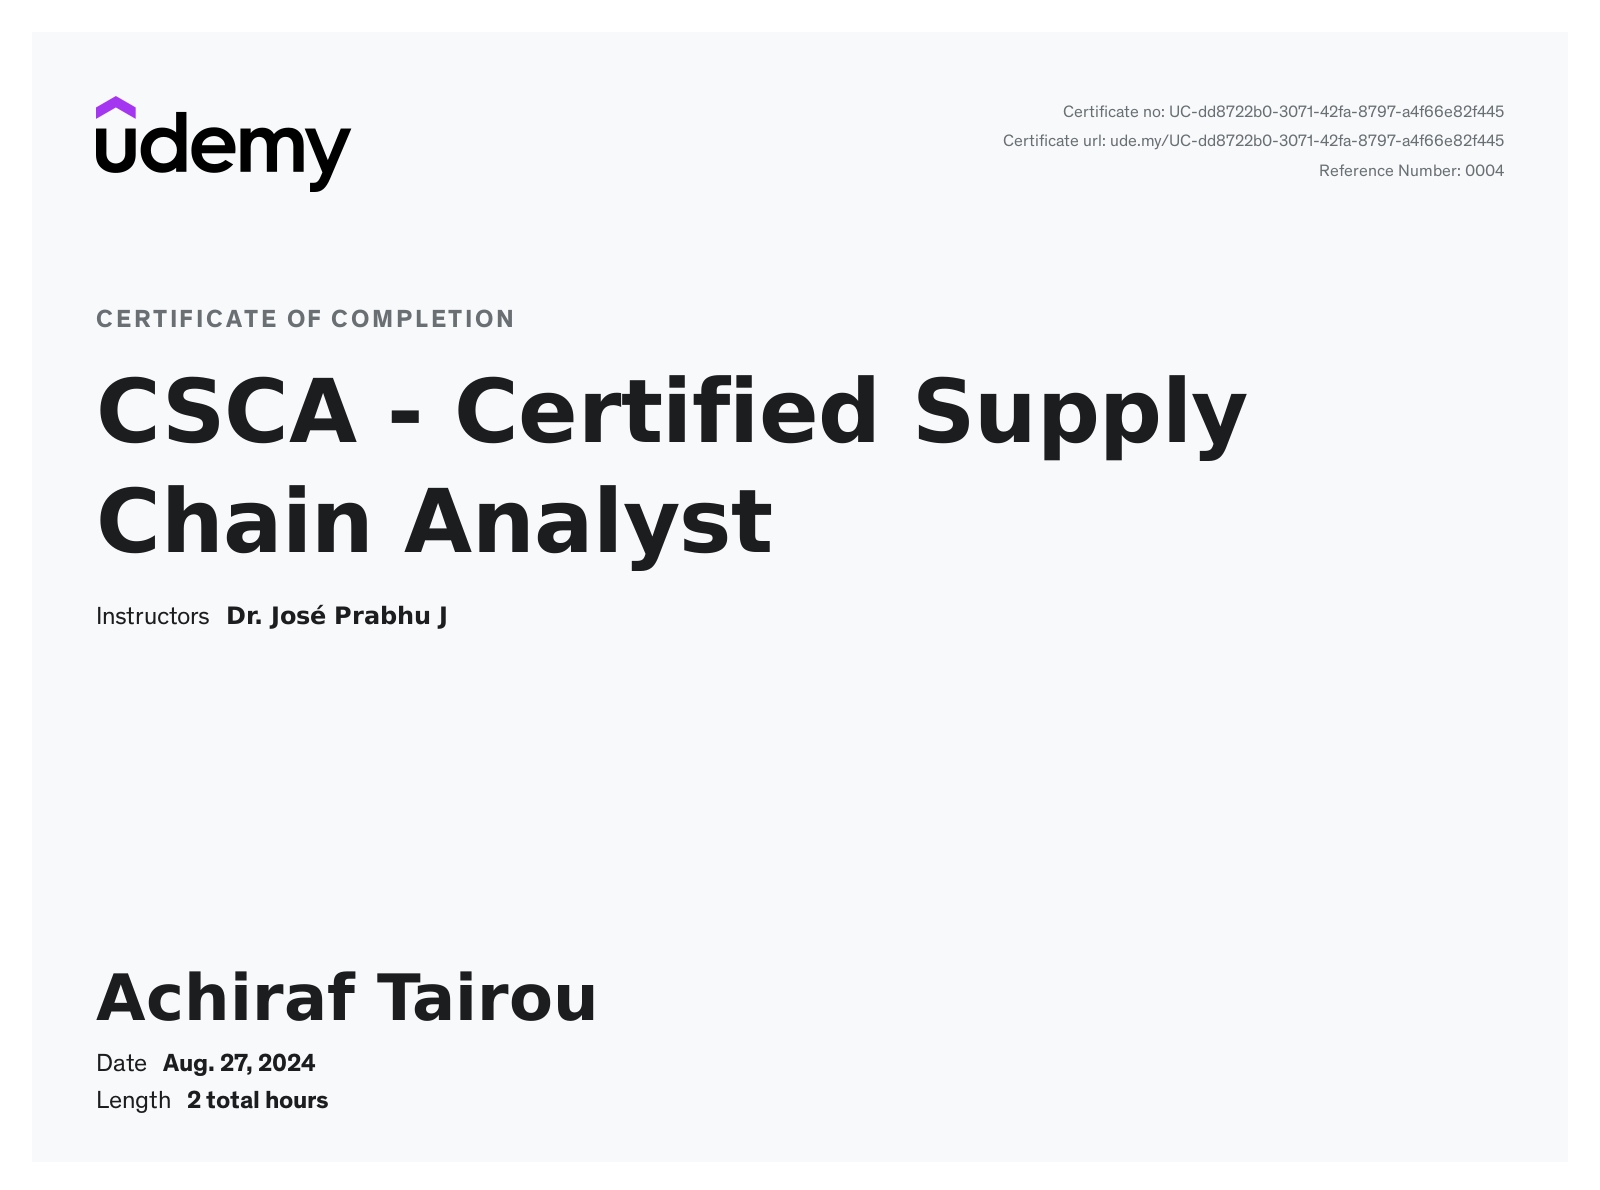 udemy
Certificate no: UC-dd8722b0-3071-42fa-8797-a4f66e82f445
Certificate url: ude.my/UC-dd8722b0-3071-42fa-8797-a4f66e82f445
Reference Number: 0004
CERTIFICATE OF COMPLETION
CSCA - Certified Supply
Chain Analyst
Instructors Dr. José Prabhu J
Achiraf Tairou
Date Aug. 27, 2024
Length 2 total hours